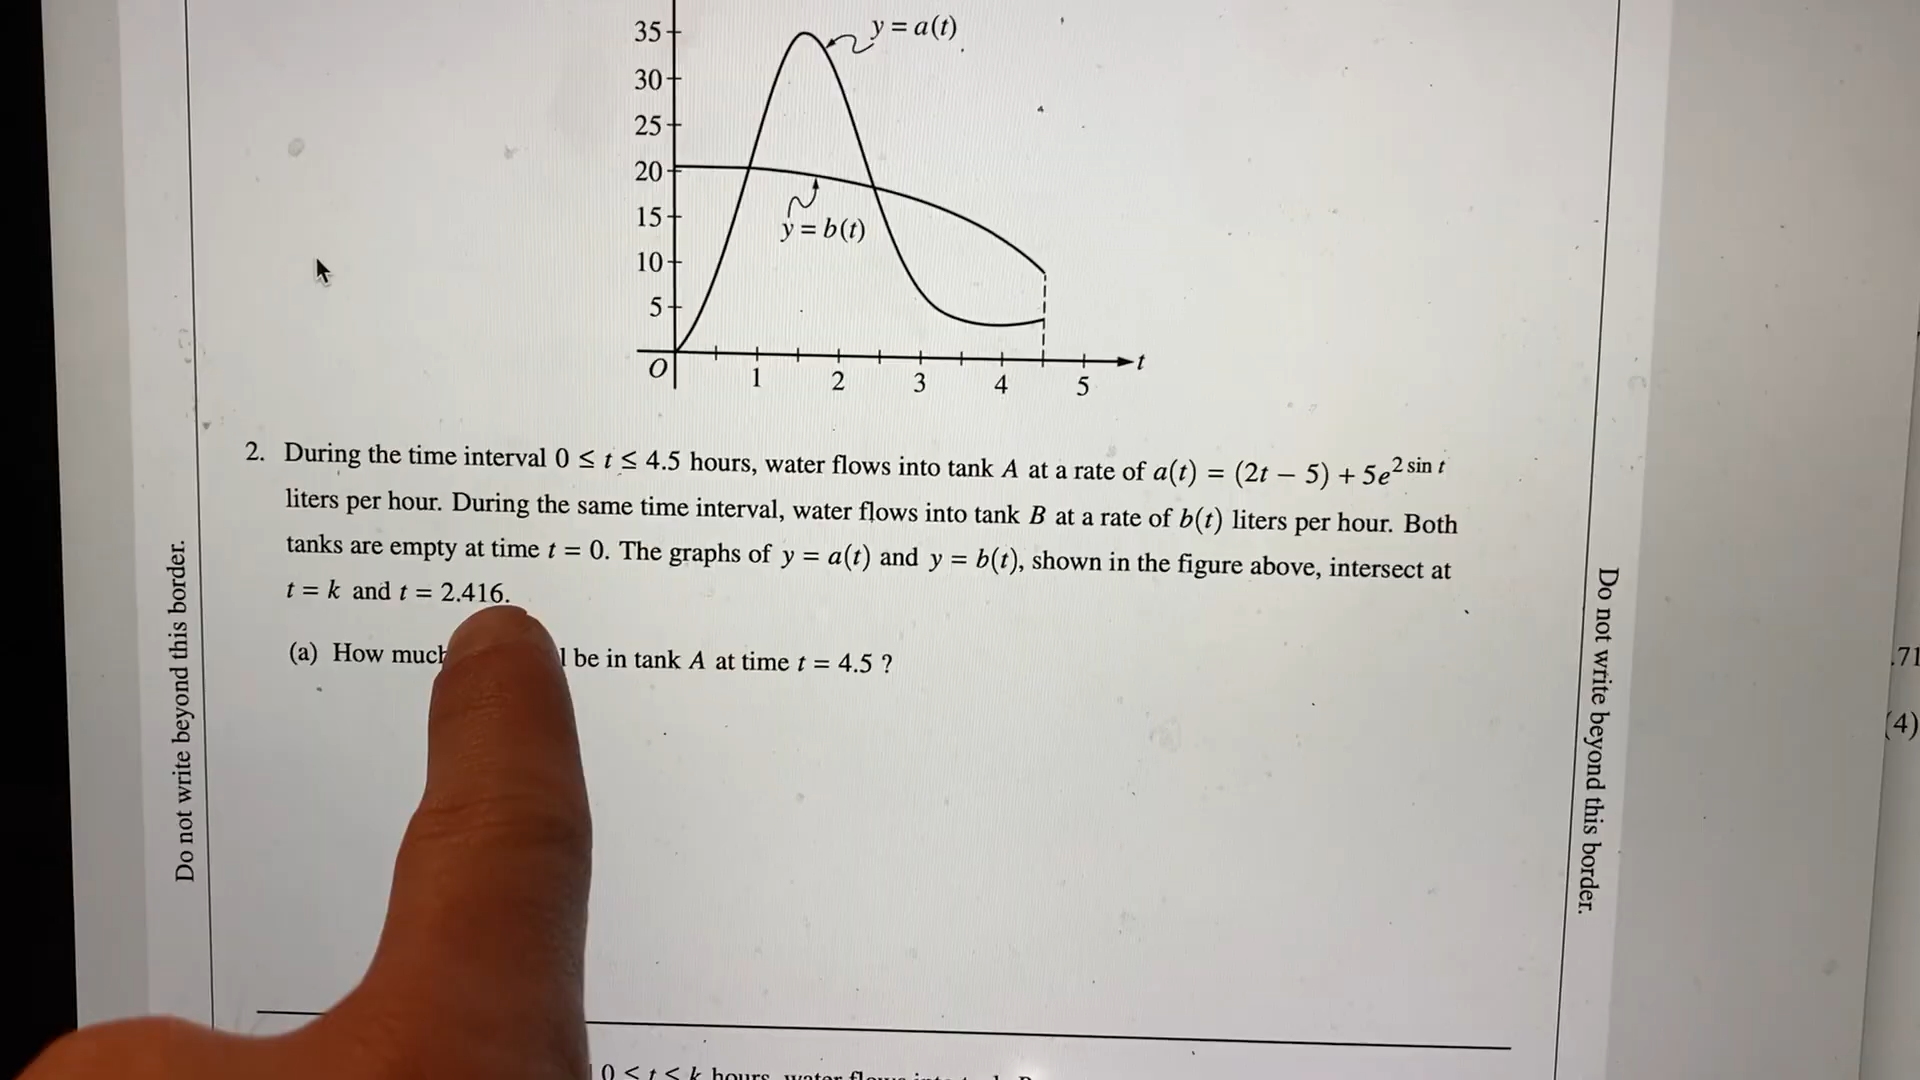 35
y = a(t)
30
25
20
15
y = b(t)
10
5
O
1
2
3
4
5
t
2. During the time interval 0 ≤ t ≤ 4.5 hours, water flows into tank A at a rate of a(t) = (2t − 5) + 5e^{2 sin t}
liters per hour. During the same time interval, water flows into tank B at a rate of b(t) liters per hour. Both
tanks are empty at time t = 0. The graphs of y = a(t) and y = b(t), shown in the figure above, intersect at
t = k and t = 2.416.
(a) How much be in tank A at time t = 4.5 ?
Do not write beyond this border.
Do not write beyond this border.
.71
(4)
0 ≤ t ≤ k hours, water